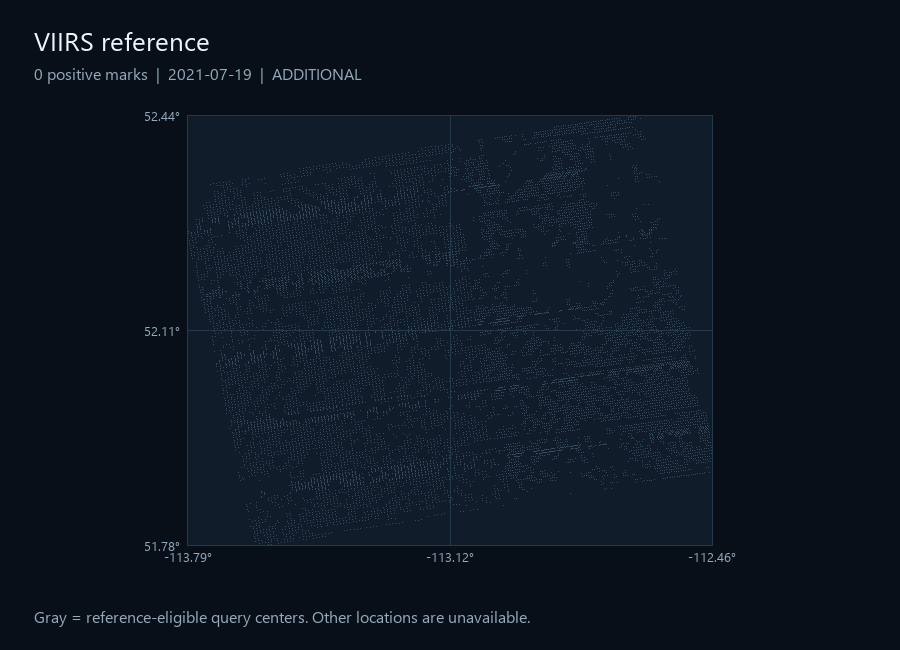 VIIRS reference
0 positive marks | 2021-07-19 | ADDITIONAL
52.44°
52.11°
51.78°
-113.79° -113.12° -112.46°
Gray = reference-eligible query centers. Other locations are unavailable.